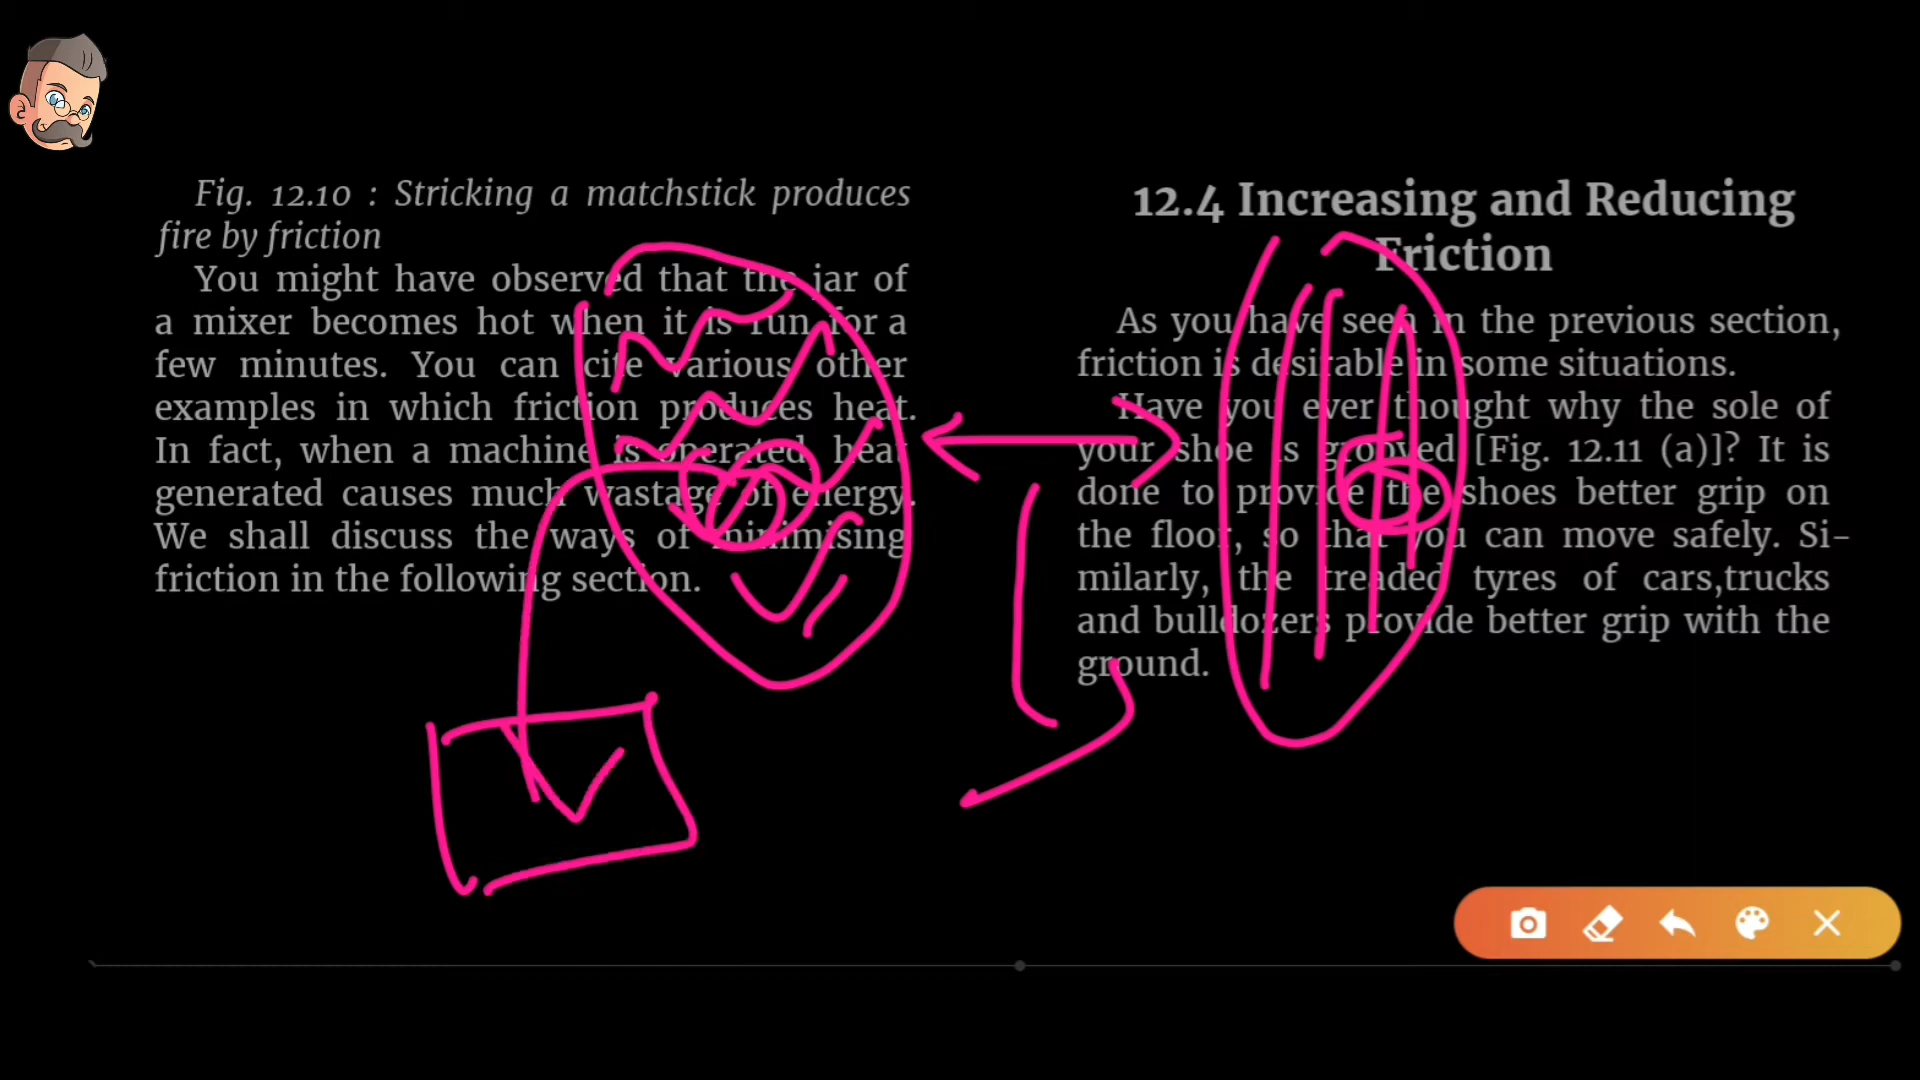 Fig. 12.10 : Stricking a matchstick produces
fire by friction
You might have observed that the jar of
a mixer becomes hot when it is run for a
few minutes. You can cite various other
examples in which friction produces heat.
In fact, when a machine is operated, heat
generated causes much wastage of energy.
We shall discuss the ways of minimising
friction in the following section.
12.4 Increasing and Reducing
Friction
As you have seen in the previous section,
friction is desirable in some situations.
Have you ever thought why the sole of
your shoe is grooved [Fig. 12.11 (a)]? It is
done to provide the shoes better grip on
the floor, so that you can move safely. Si-
milarly, the treaded tyres of cars,trucks
and bulldozers provide better grip with the
ground.